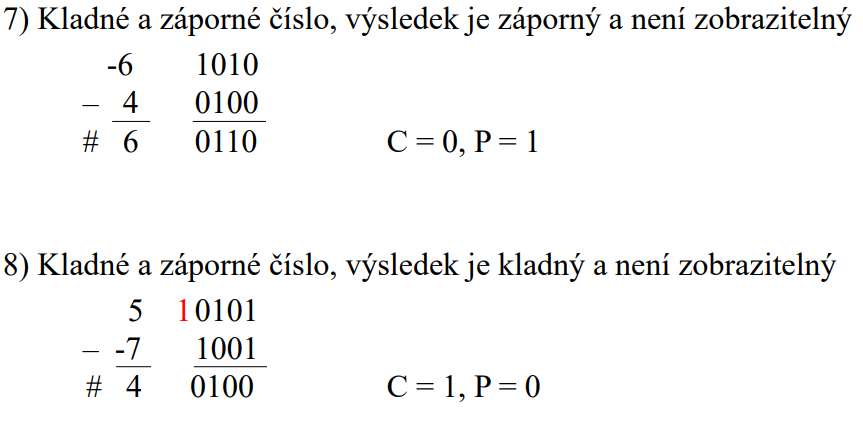 7) Kladné a záporné číslo, výsledek je záporný a není zobrazitelný
-6 1010
– 4 0100
# 6 0110 C = 0, P = 1
8) Kladné a záporné číslo, výsledek je kladný a není zobrazitelný
5 10101
– -7 1001
# 4 0100 C = 1, P = 0